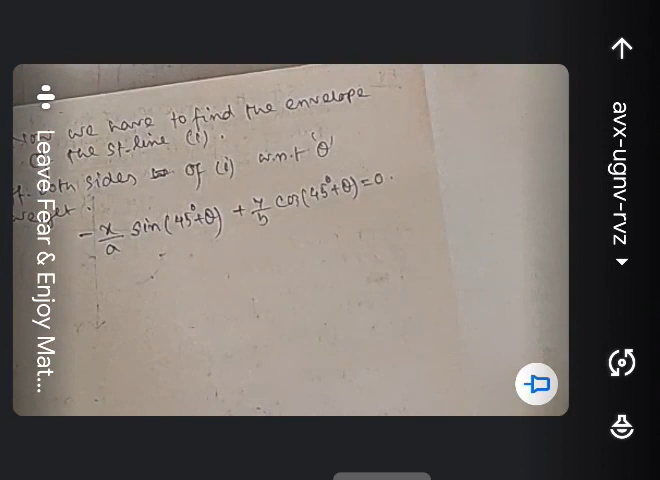 we have to find the envelope
the st-line (i).
both sides of (i) w.r.t 'θ'
we get.
- x/a sin(45°+θ) + y/b cos(45°+θ)=0.
Leave Fear & Enjoy Mat...
avx-ugnv-rvz